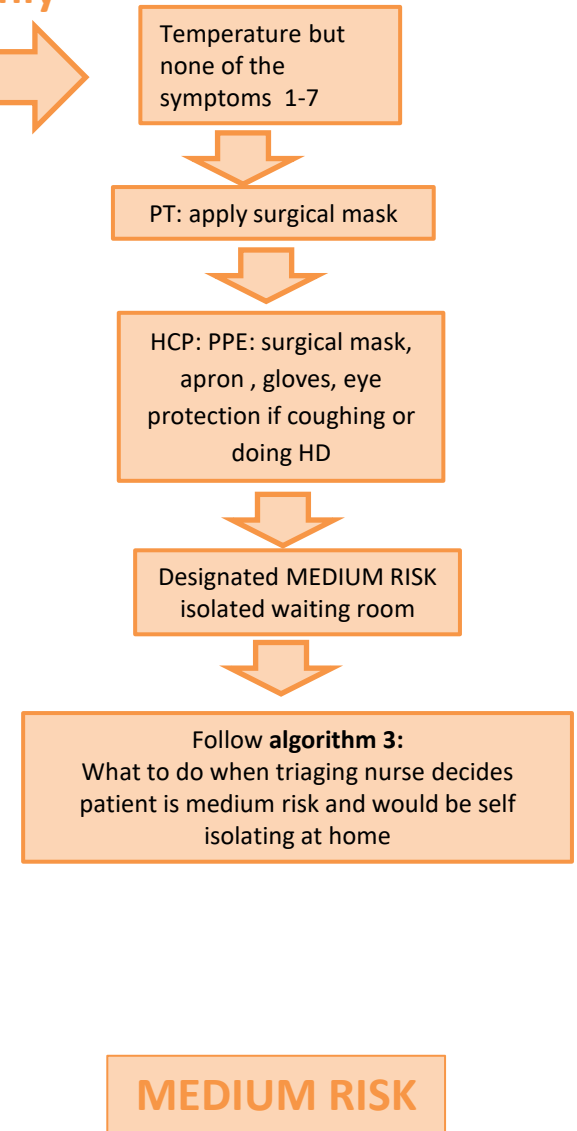 Temperature but
none of the
symptoms 1-7
PT: apply surgical mask
HCP: PPE: surgical mask,
apron , gloves, eye
protection if coughing or
doing HD
Designated MEDIUM RISK
isolated waiting room
Follow algorithm 3:
What to do when triaging nurse decides
patient is medium risk and would be self
isolating at home
MEDIUM RISK